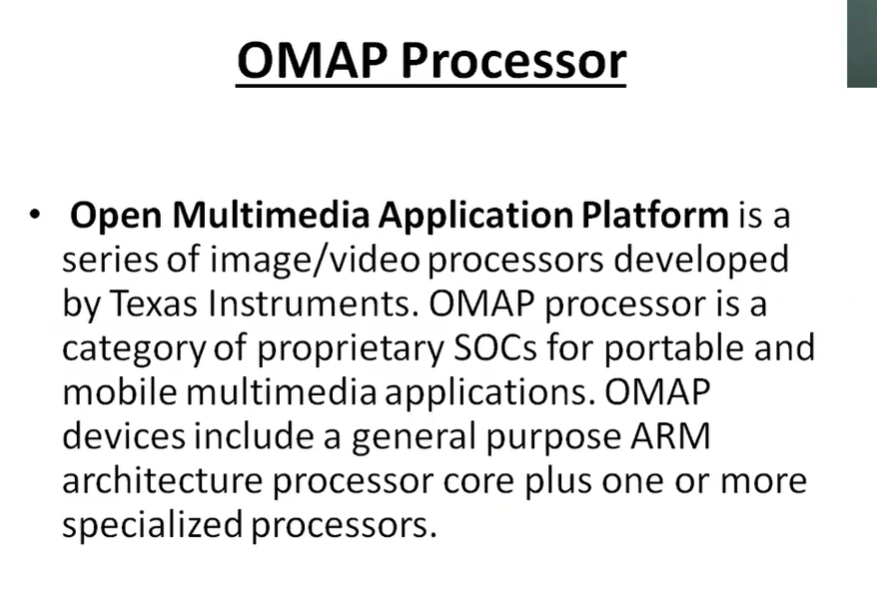 OMAP Processor
• Open Multimedia Application Platform is a
series of image/video processors developed
by Texas Instruments. OMAP processor is a
category of proprietary SOCs for portable and
mobile multimedia applications. OMAP
devices include a general purpose ARM
architecture processor core plus one or more
specialized processors.